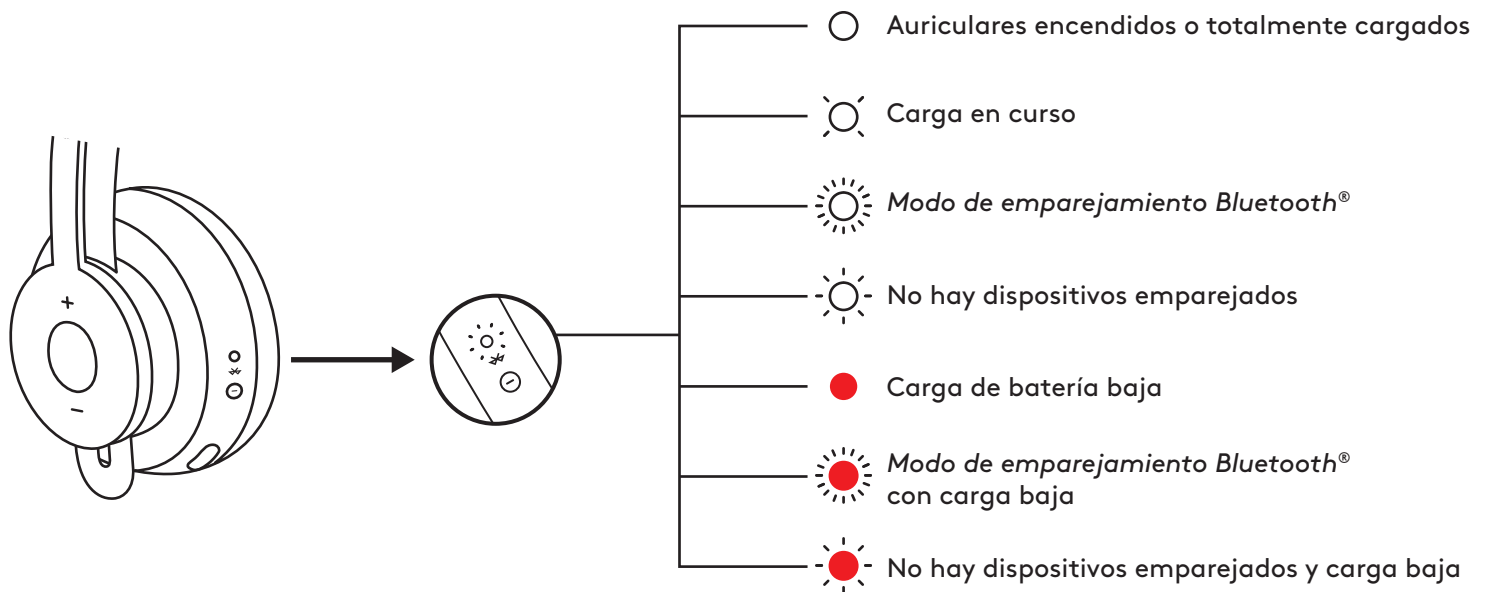 Auriculares encendidos o totalmente cargados
Carga en curso
Modo de emparejamiento Bluetooth®
No hay dispositivos emparejados
Carga de batería baja
Modo de emparejamiento Bluetooth®
con carga baja
No hay dispositivos emparejados y carga baja